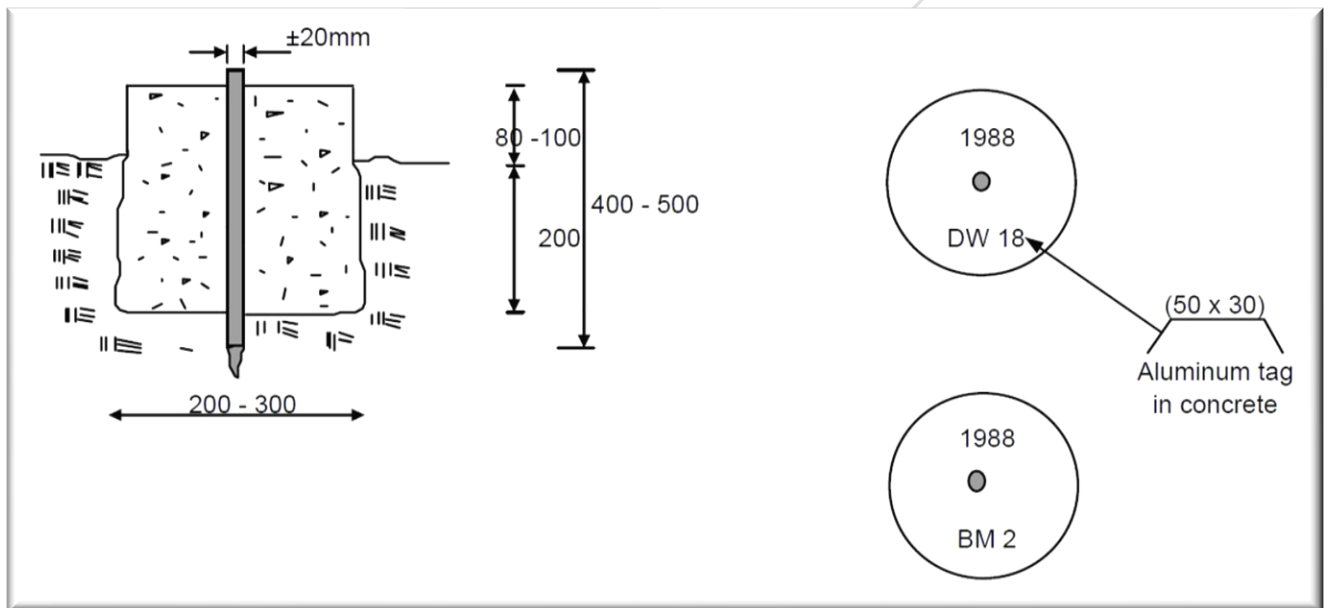 ±20mm
80 -100
200
400 - 500
200 - 300
1988
DW 18
(50 x 30)
Aluminum tag
in concrete
1988
BM 2